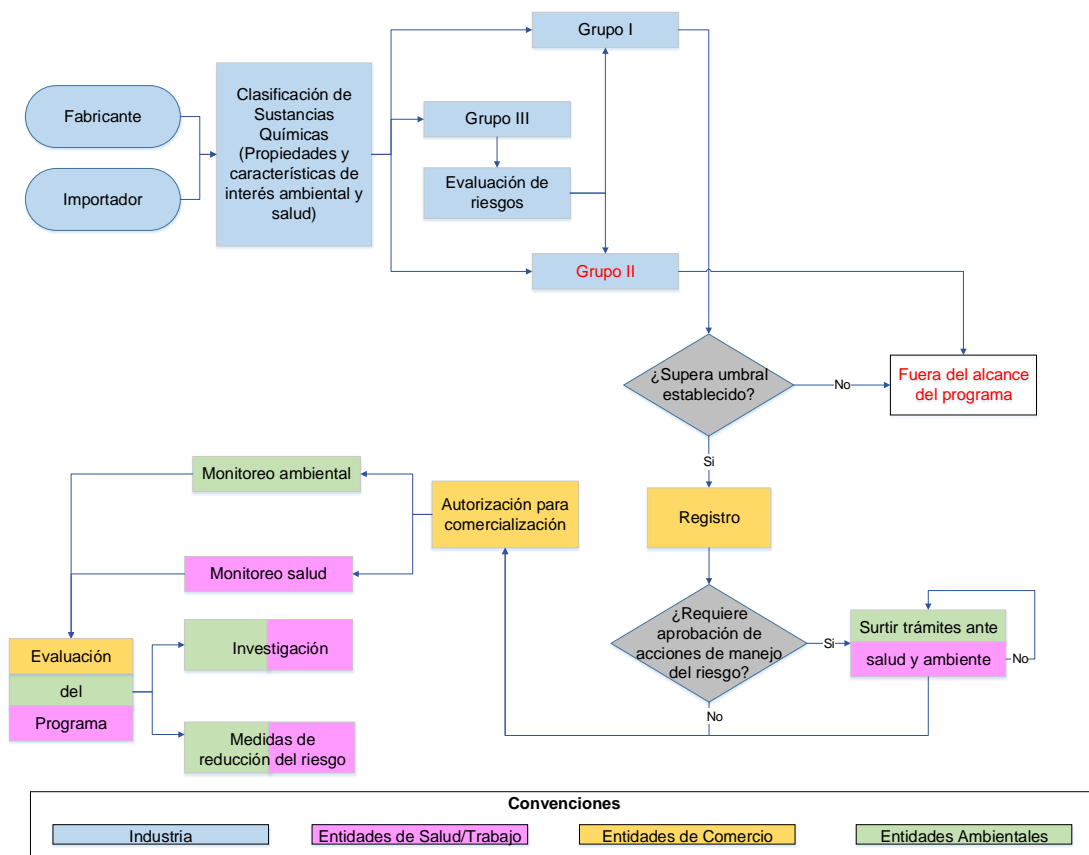 Grupo I
Fabricante
Importador
Clasificación de
Sustancias
Químicas
(Propiedades y
características de
interés ambiental y
salud)
Grupo III
Evaluación de
riesgos
Grupo II
¿Supera umbral
establecido?
No
Fuera del alcance
del programa
Si
Registro
¿Requiere
aprobación de
acciones de manejo
del riesgo?
Si
Surtir trámites ante
salud y ambiente
No
No
Autorización para
comercialización
Monitoreo ambiental
Monitoreo salud
Evaluación
del
Programa
Investigación
Medidas de
reducción del riesgo
Convenciones
Industria
Entidades de Salud/Trabajo
Entidades de Comercio
Entidades Ambientales